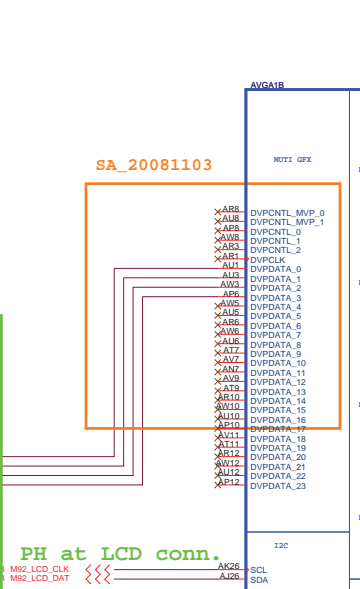 AVGA1B
SA_20081103
MUTI GFX
AR8 DVPCNTL_MVP_0
AU8 DVPCNTL_MVP_1
AP8 DVPCNTL_0
AW8 DVPCNTL_1
AR3 DVPCNTL_2
AR1 DVPCLK
AU1 DVPDATA_0
AU3 DVPDATA_1
AW3 DVPDATA_2
AP6 DVPDATA_3
AW5 DVPDATA_4
AU5 DVPDATA_5
AR6 DVPDATA_6
AW6 DVPDATA_7
AU6 DVPDATA_8
AT7 DVPDATA_9
AV7 DVPDATA_10
AN7 DVPDATA_11
AV9 DVPDATA_12
AT9 DVPDATA_13
AR10 DVPDATA_14
AW10 DVPDATA_15
AU10 DVPDATA_16
AP10 DVPDATA_17
AV11 DVPDATA_18
AT11 DVPDATA_19
AR12 DVPDATA_20
AW12 DVPDATA_21
AU12 DVPDATA_22
AP12 DVPDATA_23
I2C
PH at LCD conn.
M92_LCD_CLK AK26 SCL
M92_LCD_DAT AJ26 SDA